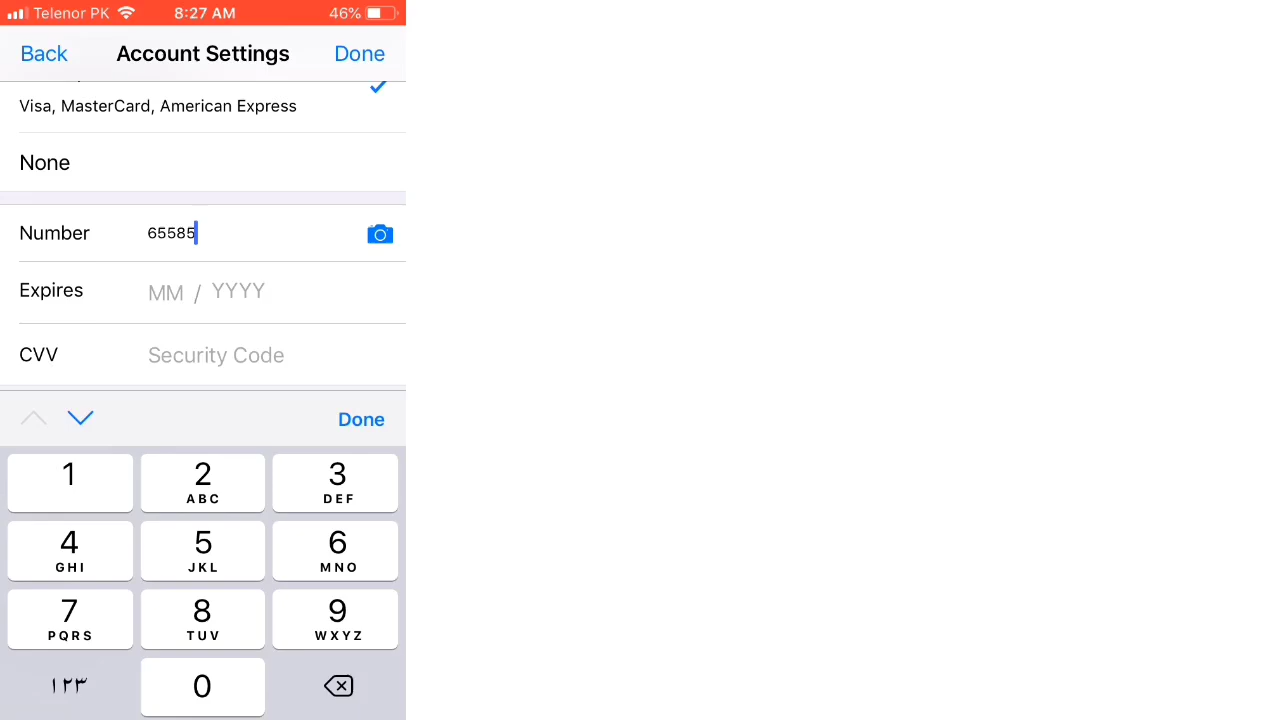 Telenor PK 8:27 AM 46%
Back Account Settings Done
Visa, MasterCard, American Express
None
Number 65585
Expires MM / YYYY
CVV Security Code
Done
1 2 3
ABC DEF
4 5 6
GHI JKL MNO
7 8 9
PQRS TUV WXYZ
١٢٣ 0